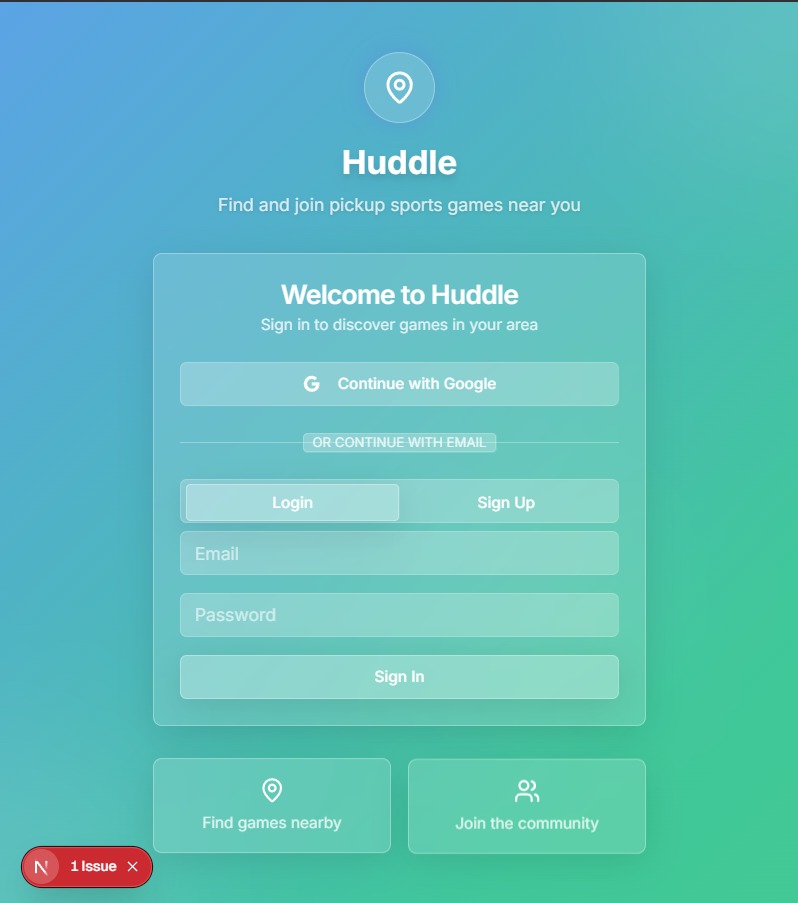 Huddle
Find and join pickup sports games near you
Welcome to Huddle
Sign in to discover games in your area
G Continue with Google
OR CONTINUE WITH EMAIL
Login Sign Up
Email
Password
Sign In
Find games nearby Join the community
N 1 Issue